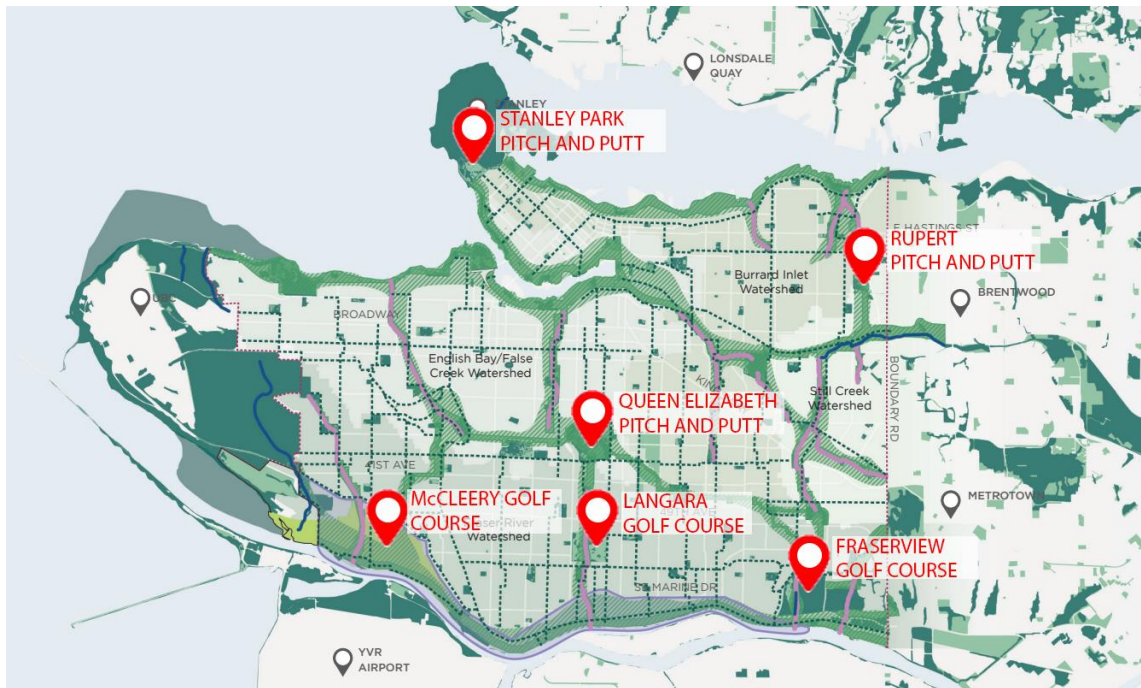 LONSDALE
QUAY
STANLEY PARK
PITCH AND PUTT
E HASTINGS ST
RUPERT
PITCH AND PUTT
Burrard Inlet
Watershed
BRENTWOOD
BROADWAY
English Bay/False
Creek Watershed
Still Creek
Watershed
BOUNDARY RD
QUEEN ELIZABETH
PITCH AND PUTT
41ST AVE
METROTOWN
McCLEERY GOLF
COURSE
Watershed
LANGARA
GOLF COURSE
49TH AVE
FRASERVIEW
GOLF COURSE
SE MARINE DR
YVR
AIRPORT